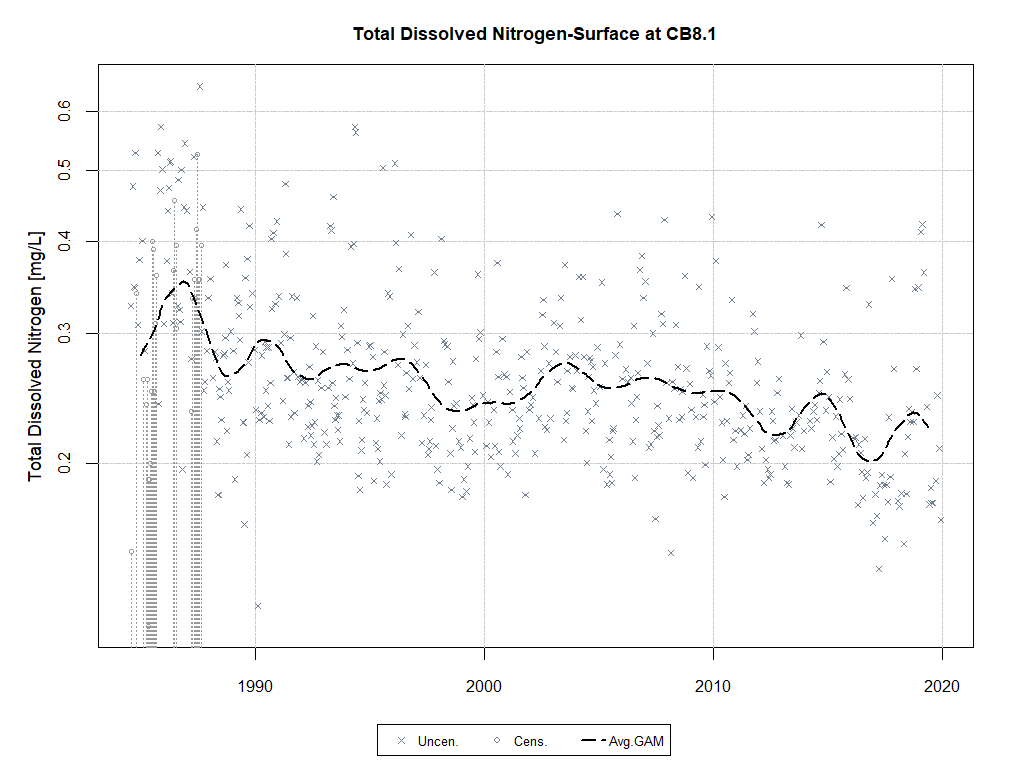 Total Dissolved Nitrogen-Surface at CB8.1
Total Dissolved Nitrogen [mg/L]
0.6
0.5
0.4
0.3
0.2
1990 2000 2010 2020
Uncen. Cens. Avg.GAM